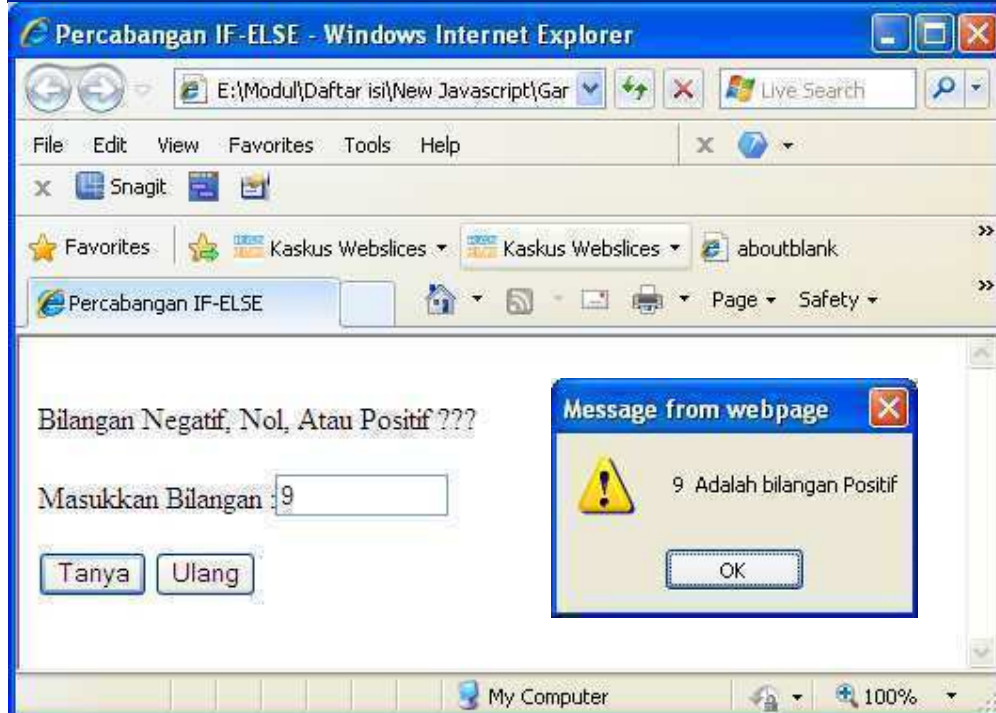 Percabangan IF-ELSE - Windows Internet Explorer
E:\Modul\Daftar isi\New Javascript\Gar
Live Search
File Edit View Favorites Tools Help
x
x Snagit
Favorites Kaskus Webslices Kaskus Webslices aboutblank »
Percabangan IF-ELSE Page Safety »
Bilangan Negatif, Nol, Atau Positif ???
Masukkan Bilangan : 9
Tanya Ulang
Message from webpage
9 Adalah bilangan Positif
OK
My Computer 100%